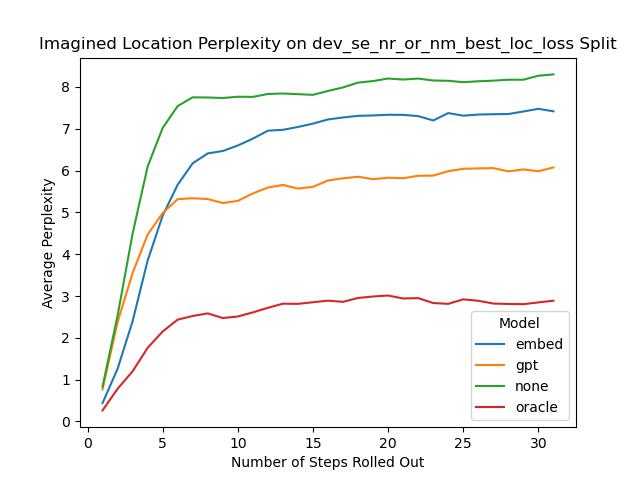 Imagined Location Perplexity on dev_se_nr_or_nm_best_loc_loss Split
Average Perplexity
8
7
6
5
4
3
2
1
0
0 5 10 15 20 25 30
Number of Steps Rolled Out
Model
embed
gpt
none
oracle